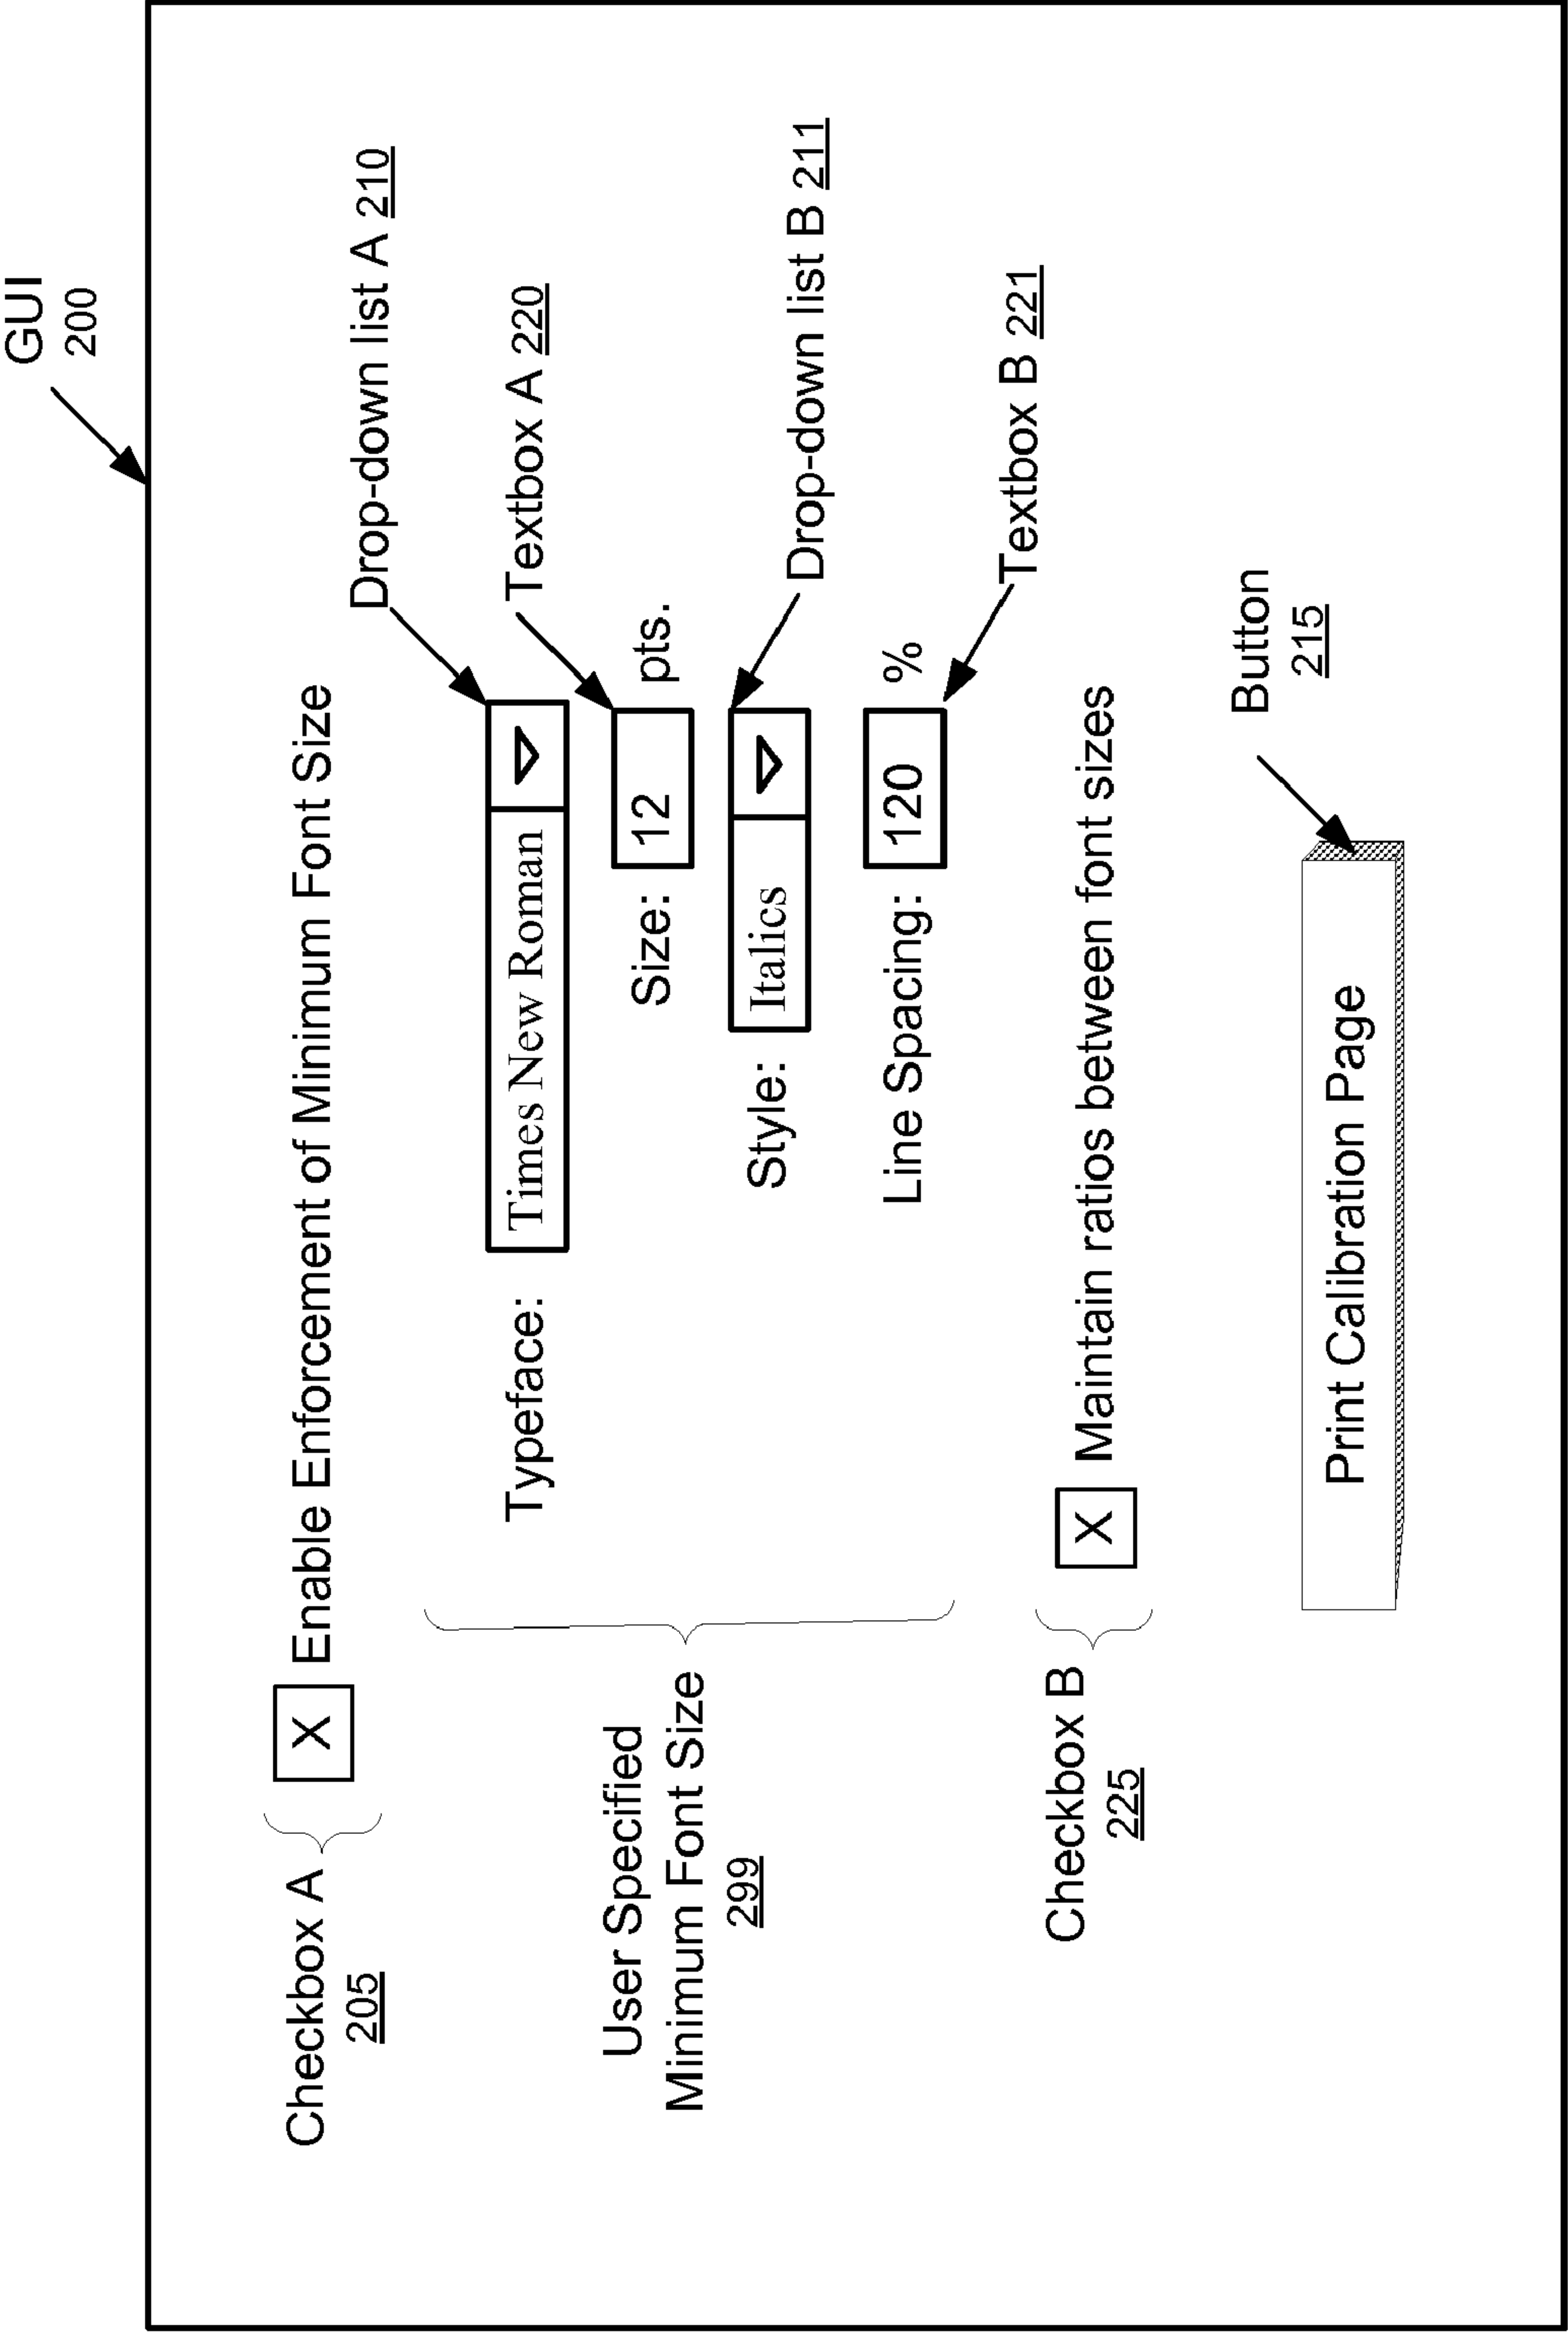 GUI
200
Checkbox A
205
X
Enable Enforcement of Minimum Font Size
Drop-down list A 210
Typeface:
Times New Roman
Textbox A 220
Size:
12
pts.
User Specified
Minimum Font Size
299
Style:
Italics
Drop-down list B 211
Line Spacing:
120
%
Textbox B 221
Checkbox B
225
X
Maintain ratios between font sizes
Button
215
Print Calibration Page